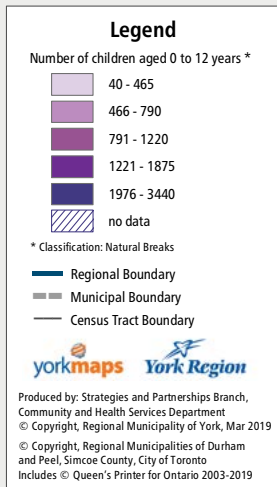 Legend
Number of children aged 0 to 12 years *
40 - 465
466 - 790
791 - 1220
1221 - 1875
1976 - 3440
no data
* Classification: Natural Breaks
Regional Boundary
Municipal Boundary
Census Tract Boundary
yorkmaps York Region
Produced by: Strategies and Partnerships Branch,
Community and Health Services Department
© Copyright, Regional Municipality of York, Mar 2019
© Copyright, Regional Municipalities of Durham
and Peel, Simcoe County, City of Toronto
Includes © Queen's Printer for Ontario 2003-2019